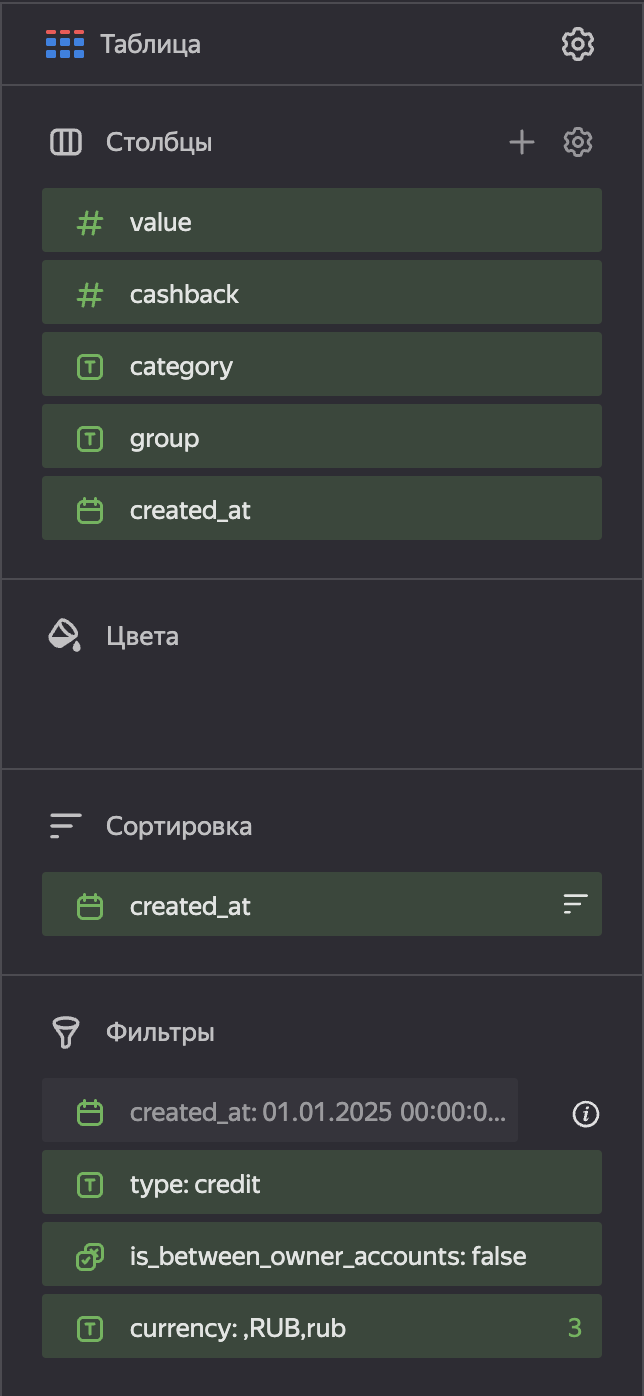 Таблица
Столбцы
value
cashback
category
group
created_at
Цвета
Сортировка
created_at
Фильтры
created_at: 01.01.2025 00:00:0...
type: credit
is_between_owner_accounts: false
currency: ,RUB,rub 3